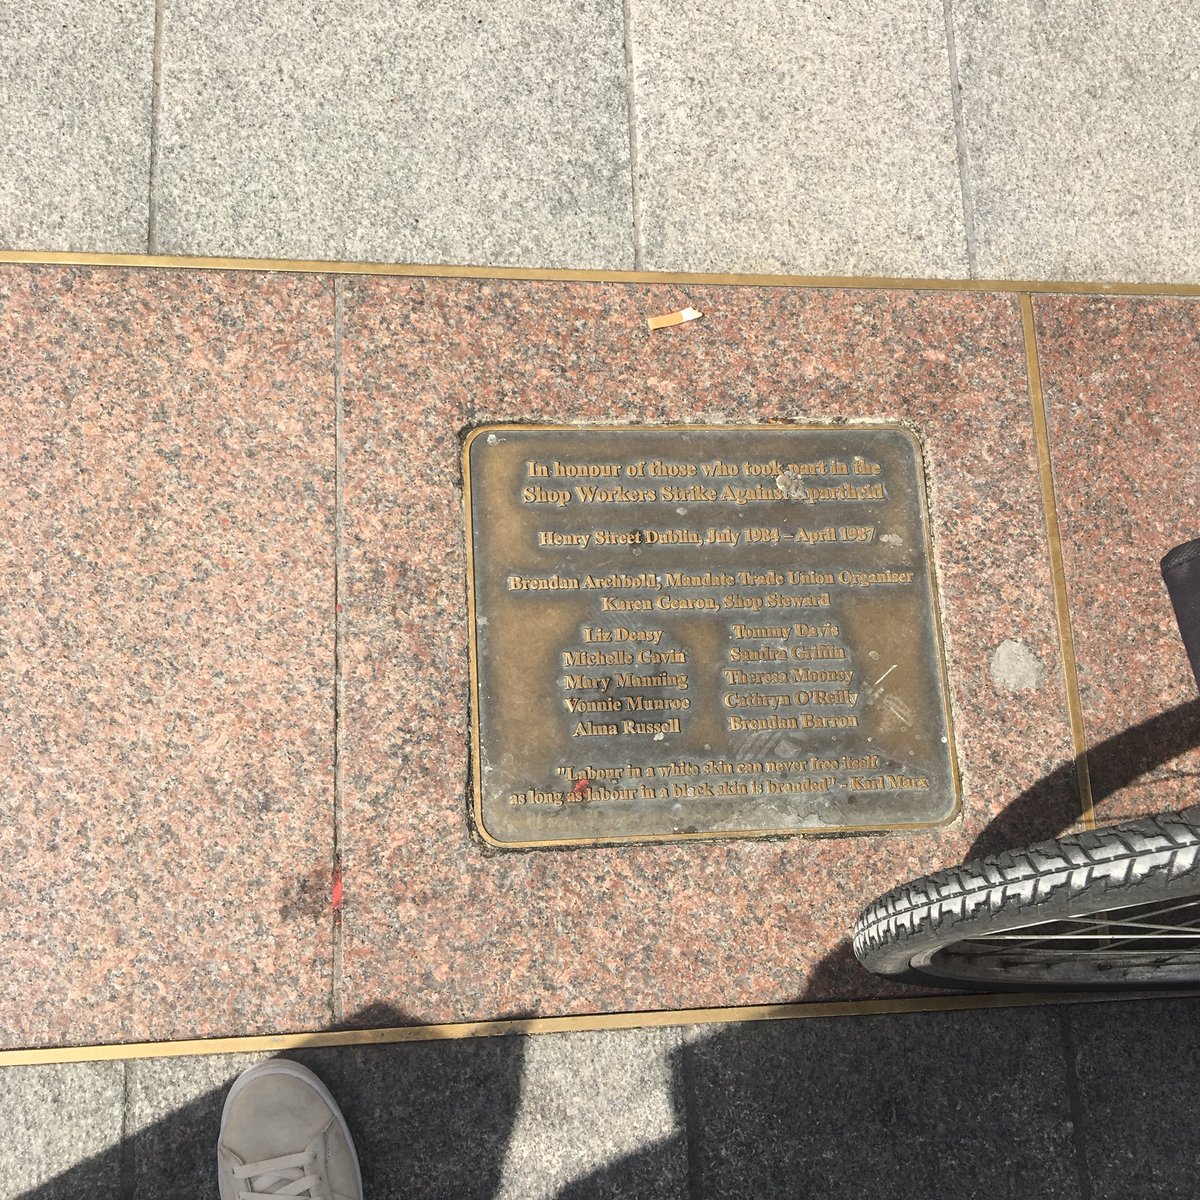 In honour of those who took part in the
Shop Workers Strike Against Apartheid
Henry Street Dublin, July 1984 – April 1987
Brendan Archbold, Mandate Trade Union Organiser
Karen Gearon, Shop Steward
Liz Deasy
Michelle Gavin
Mary Manning
Vonnie Munroe
Alma Russell
Tommy Davis
Sandra Griffin
Theresa Mooney
Cathryn O'Reilly
Brendan Barron
"Labour in a white skin can never free itself
as long as labour in a black skin is branded" - Karl Marx